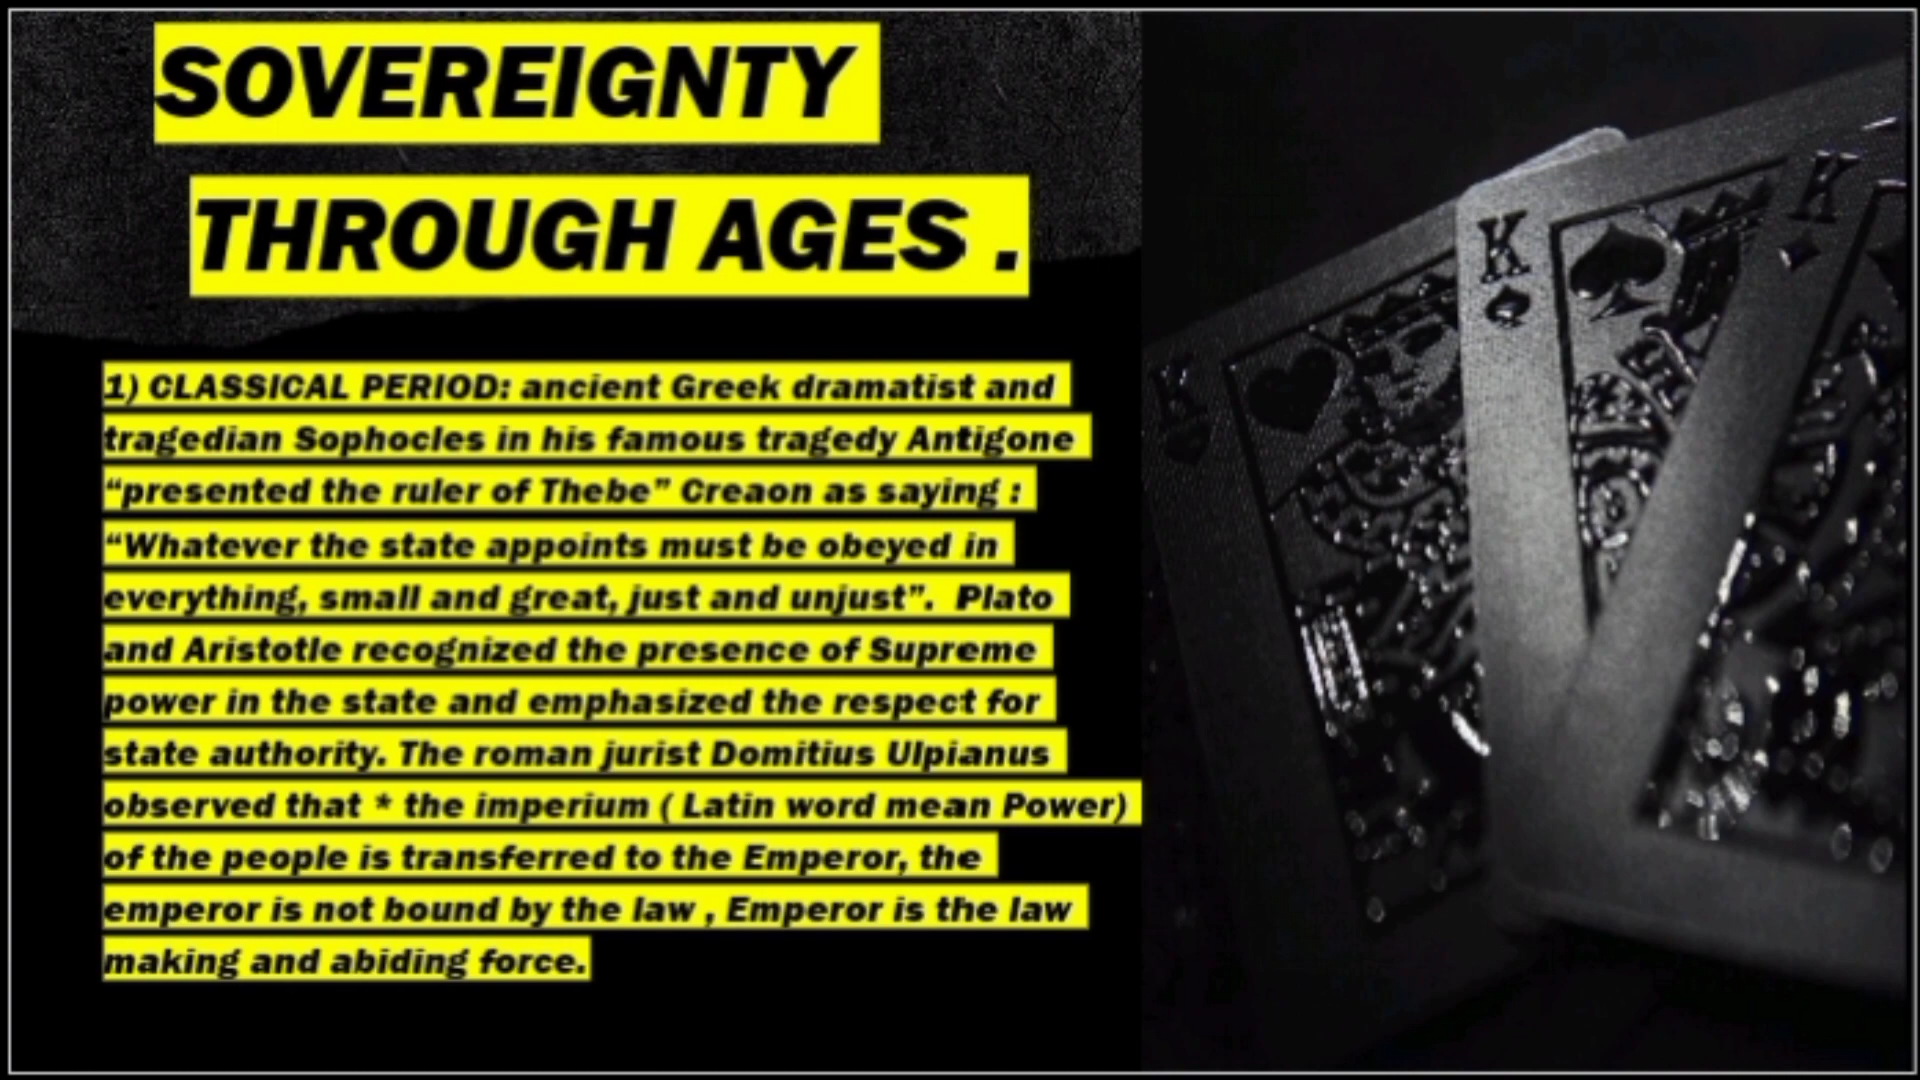 SOVEREIGNTY
THROUGH AGES .
1) CLASSICAL PERIOD: ancient Greek dramatist and
tragedian Sophocles in his famous tragedy Antigone
“presented the ruler of Thebe” Creaon as saying :
“Whatever the state appoints must be obeyed in
everything, small and great, just and unjust”.  Plato
and Aristotle recognized the presence of Supreme
power in the state and emphasized the respect for
state authority. The roman jurist Domitius Ulpianus
observed that * the imperium ( Latin word mean Power)
of the people is transferred to the Emperor, the
emperor is not bound by the law , Emperor is the law
making and abiding force.
K
K
K